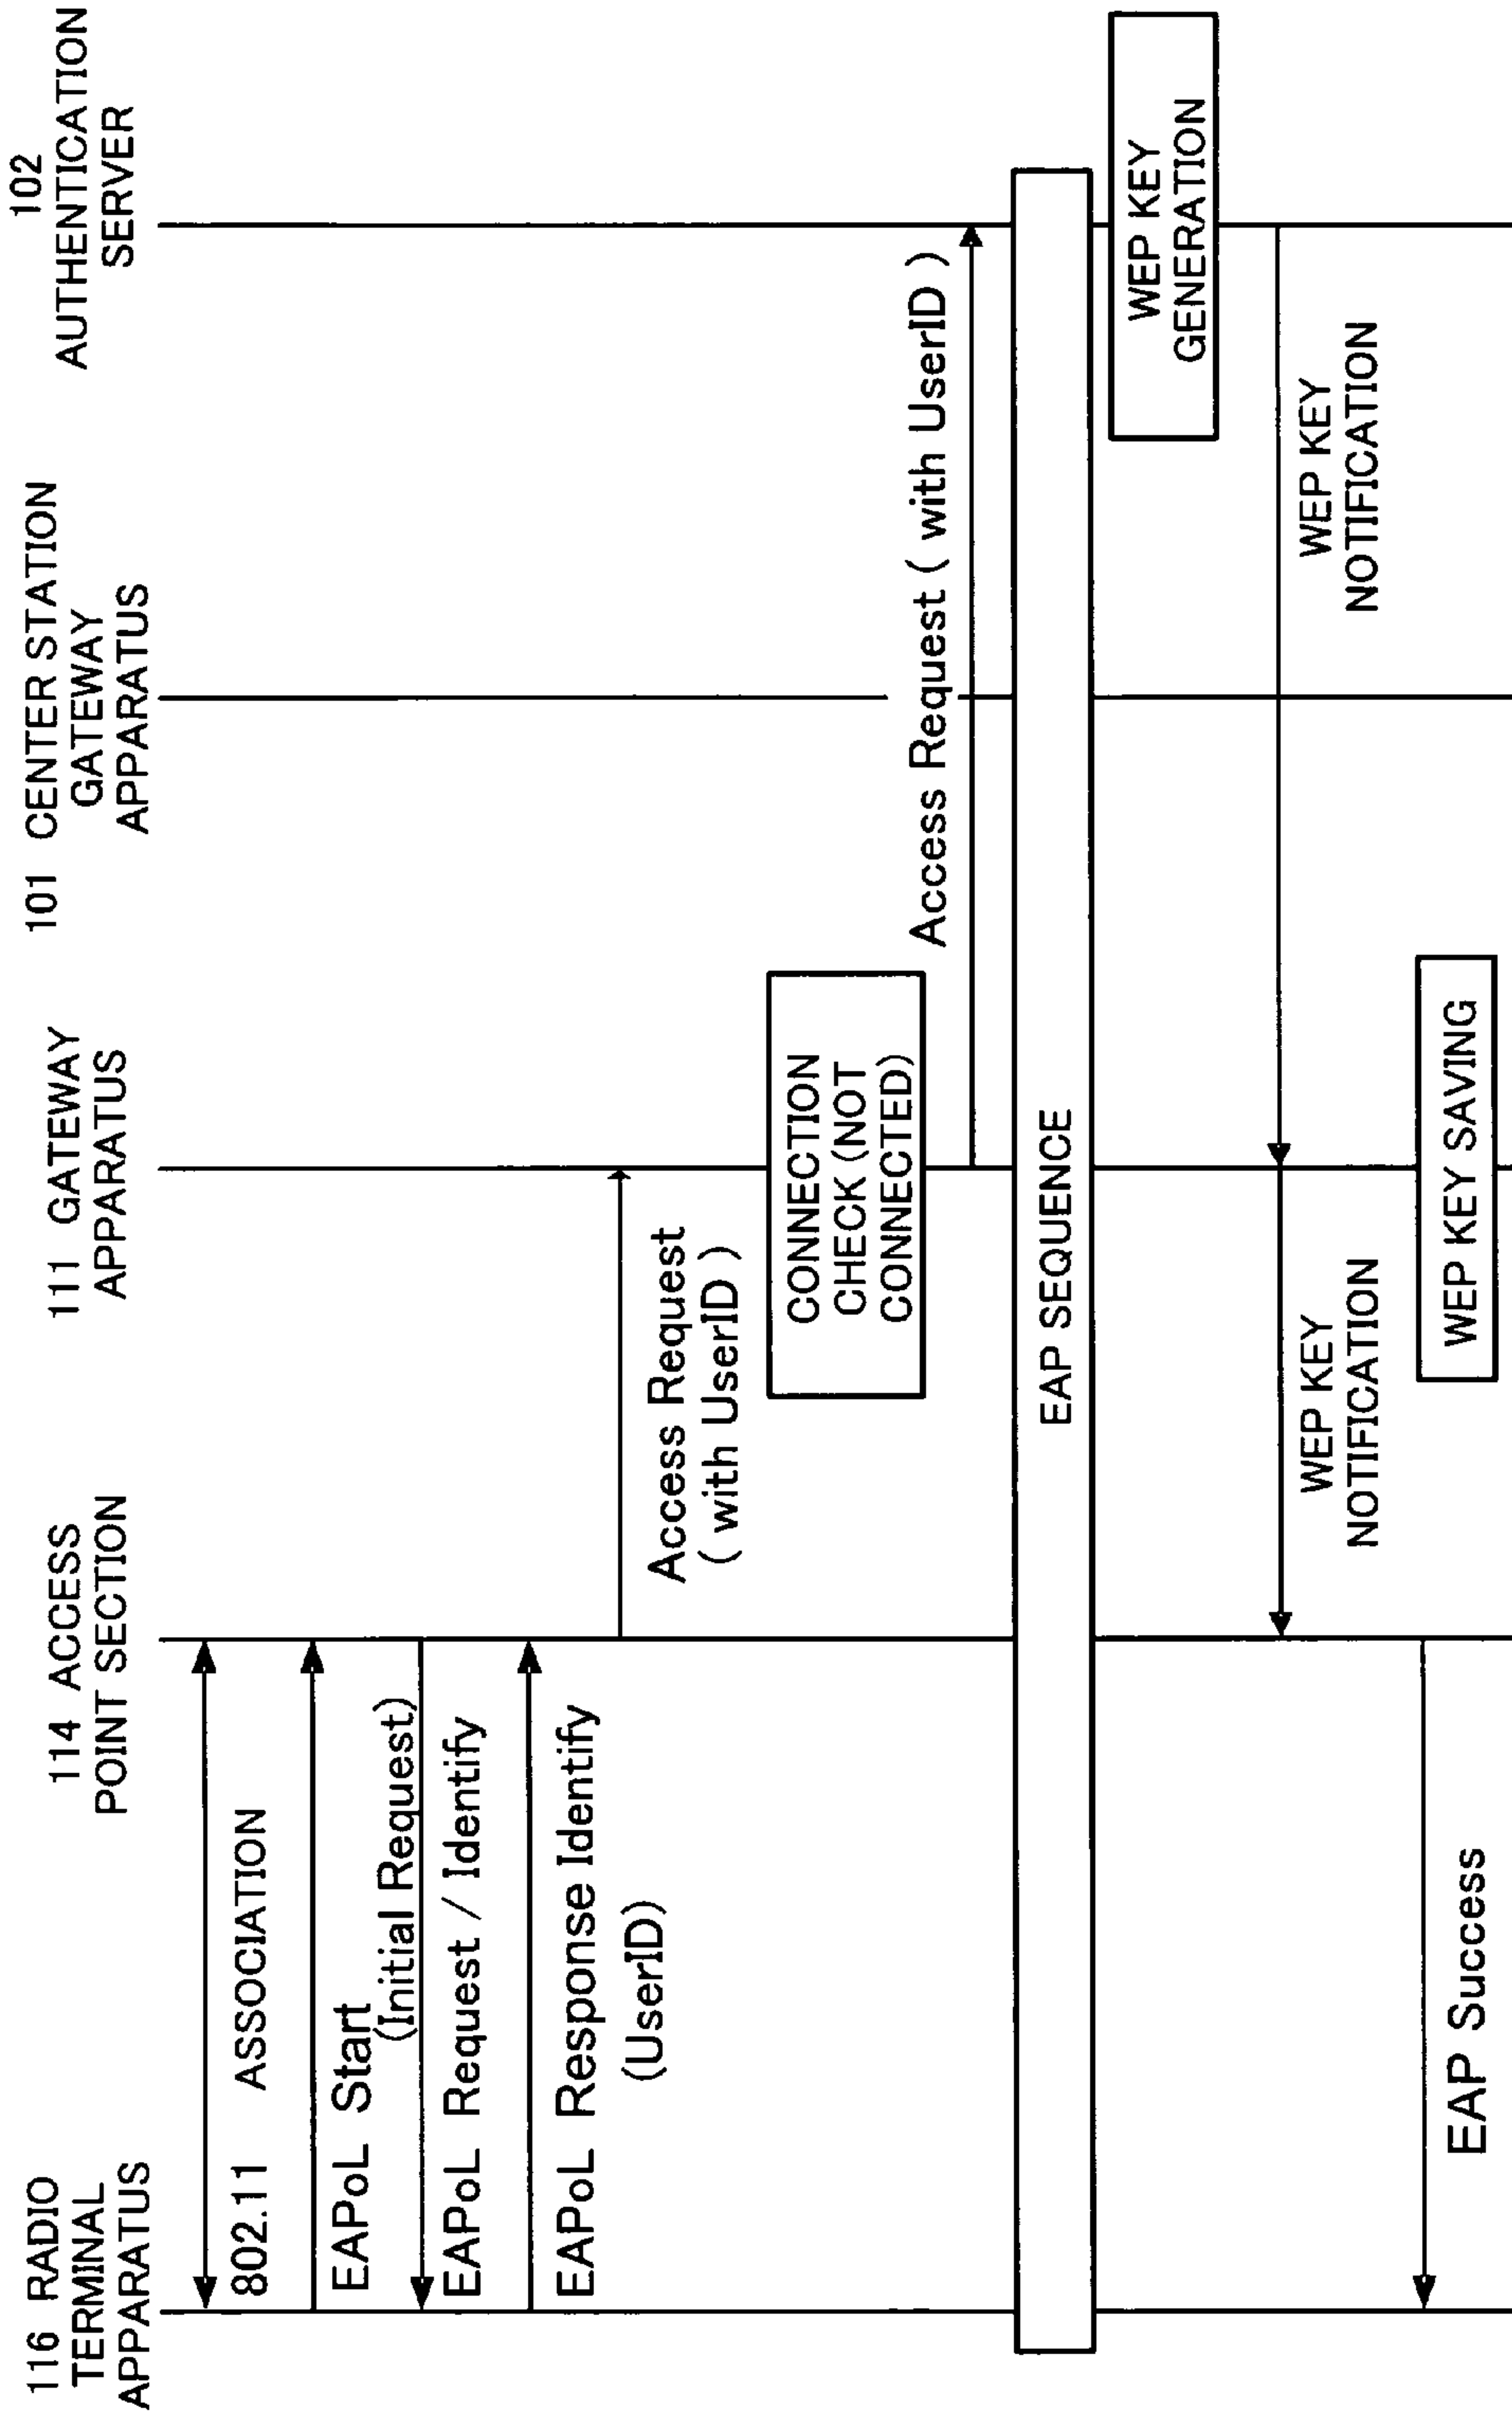 116 RADIO
TERMINAL
APPARATUS
114 ACCESS
POINT SECTION
111 GATEWAY
APPARATUS
101 CENTER STATION
GATEWAY
APPARATUS
102
AUTHENTICATION
SERVER
802.11 ASSOCIATION
EAPoL Start
(Initial Request)
EAPoL Request / Identify
EAPoL Response Identify
(UserID)
Access Request
( with UserID )
CONNECTION
CHECK (NOT
CONNECTED)
Access Request ( with UserID )
EAP SEQUENCE
WEP KEY
GENERATION
WEP KEY
NOTIFICATION
WEP KEY
NOTIFICATION
EAP Success
WEP KEY SAVING